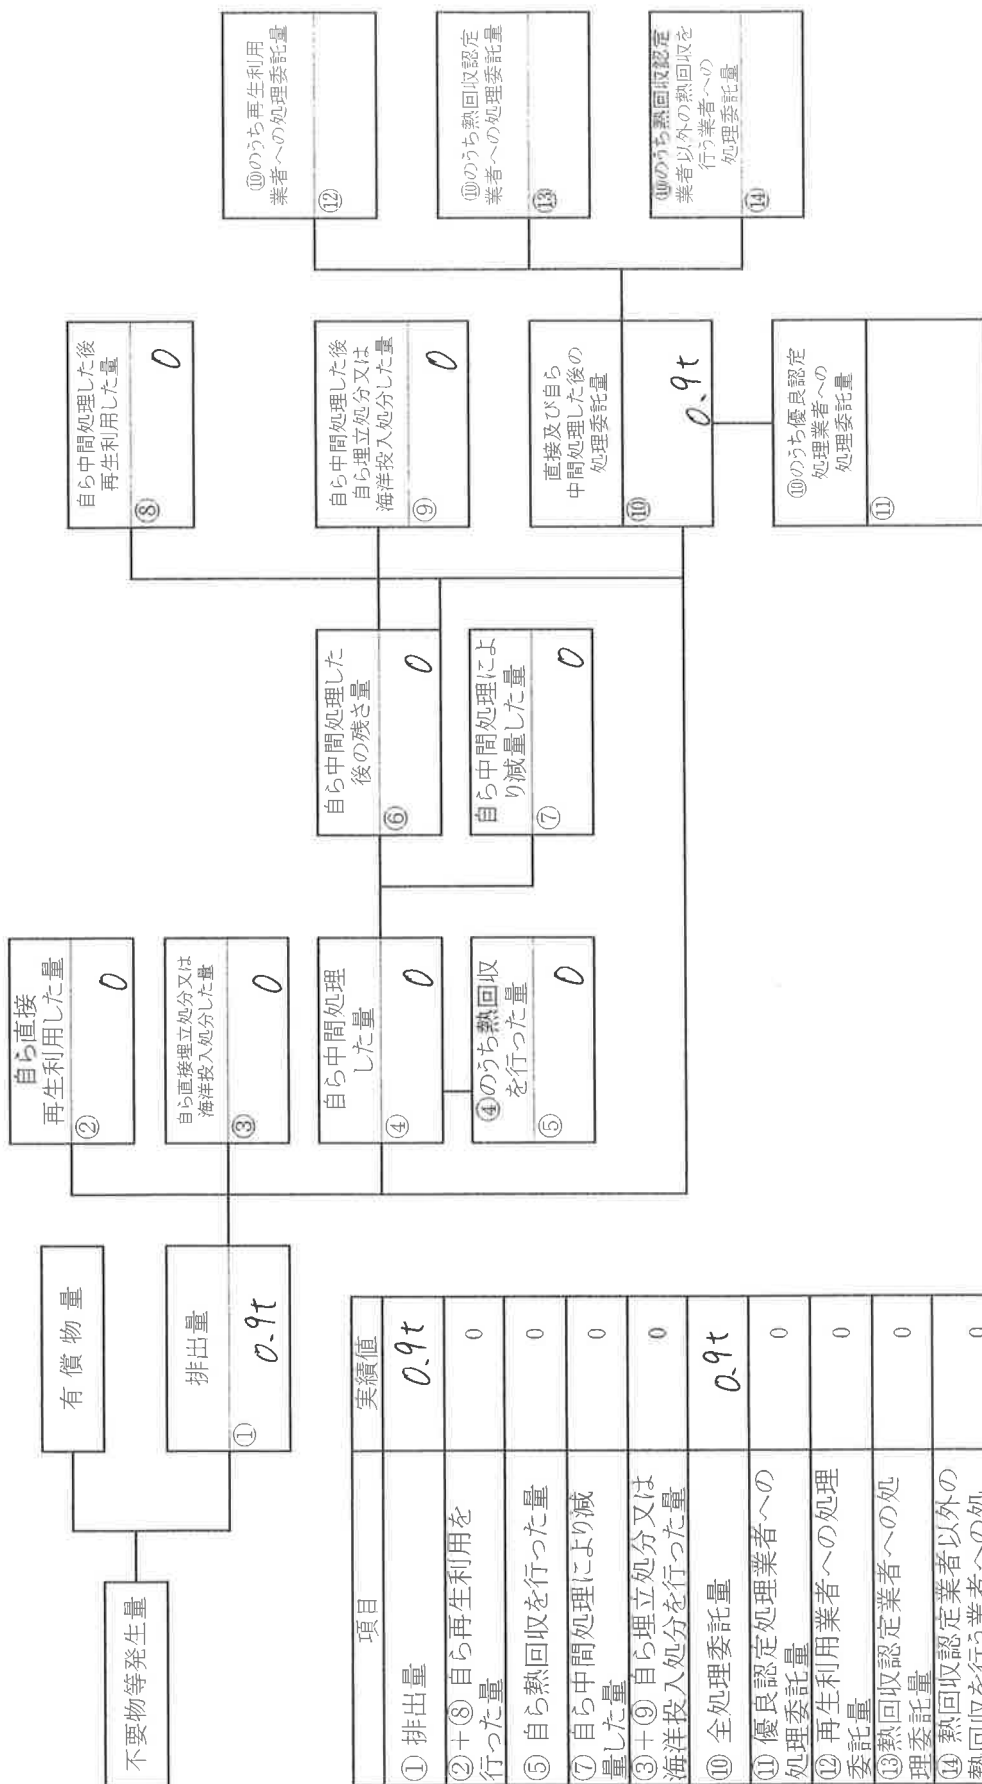 不要物等発生量
有償物量
排出量
①
0.9t
自ら直接
再生利用した量
②
0
自ら直接埋立処分又は
海洋投入処分した量
③
0
自ら中間処理
した量
④
0
④のうち熱回収
を行った量
⑤
0
自ら中間処理した
後の残さ量
⑥
0
自ら中間処理によ
り減量した量
⑦
0
自ら中間処理した後
再生利用した量
⑧
0
自ら中間処理した後
自ら埋立処分又は
海洋投入処分した量
⑨
0
直接及び自ら
中間処理した後の
処理委託量
⑩
0.9t
⑩のうち優良認定
処理業者への
処理委託量
⑪
⑩のうち再生利用
業者への処理委託量
⑫
⑩のうち熱回収認定
業者への処理委託量
⑬
⑩のうち熱回収認定
業者以外の熱回収を
行う業者への
処理委託量
⑭
項目 実績値
① 排出量 0.9t
②+⑧ 自ら再生利用を
行った量 0
⑤ 自ら熱回収を行った量 0
⑦ 自ら中間処理により減
量した量 0
③+⑨ 自ら埋立処分又は
海洋投入処分を行った量 0
⑩ 全処理委託量 0.9t
⑪ 優良認定処理業者への
処理委託量 0
⑫ 再生利用業者への処理
委託量 0
⑬熱回収認定業者への処
理委託量 0
⑭ 熱回収認定業者以外の
熱回収を行う業者への処 0